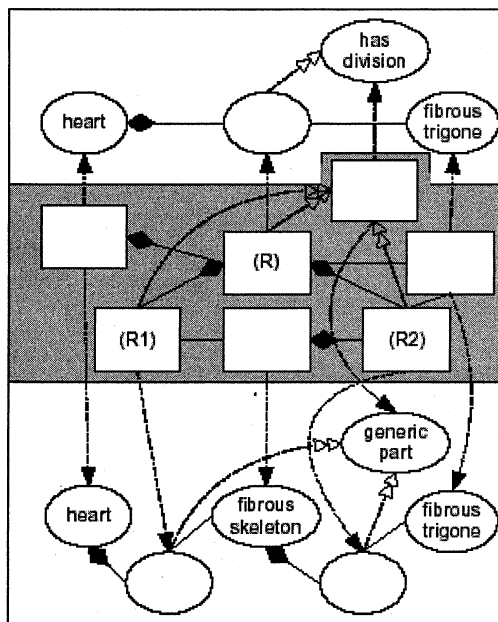 has
division
heart
fibrous
trigone
(R)
(R1)
(R2)
generic
part
heart
fibrous
skeleton
fibrous
trigone